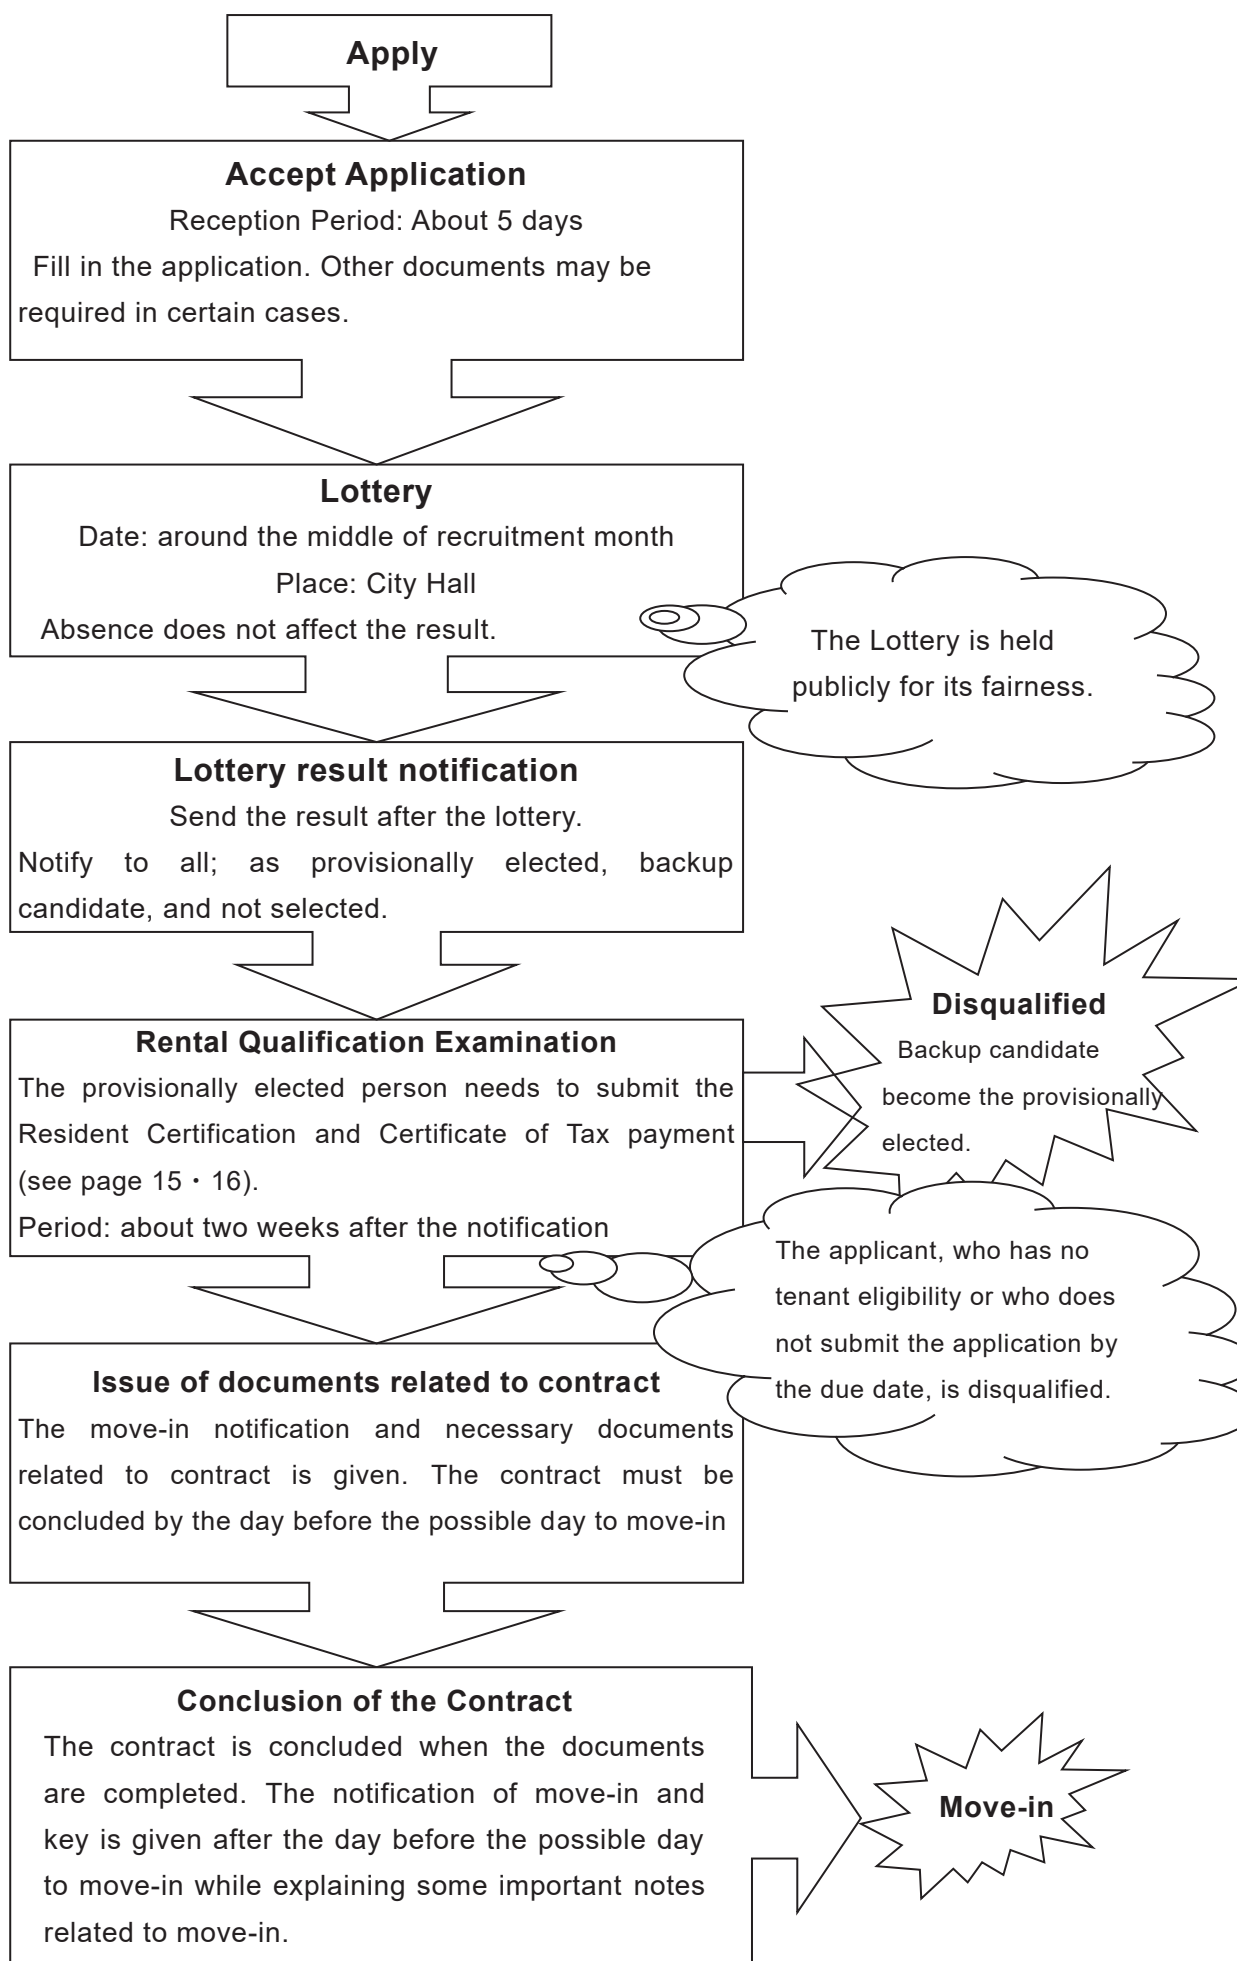 Apply
Accept Application
Reception Period: About 5 days
Fill in the application. Other documents may be
required in certain cases.
Lottery
Date: around the middle of recruitment month
Place: City Hall
Absence does not affect the result.
The Lottery is held
publicly for its fairness.
Lottery result notification
Send the result after the lottery.
Notify to all; as provisionally elected, backup
candidate, and not selected.
Rental Qualification Examination
The provisionally elected person needs to submit the
Resident Certification and Certificate of Tax payment
(see page 15・16).
Period: about two weeks after the notification
Disqualified
Backup candidate
become the provisionally
elected.
The applicant, who has no
tenant eligibility or who does
not submit the application by
the due date, is disqualified.
Issue of documents related to contract
The move-in notification and necessary documents
related to contract is given. The contract must be
concluded by the day before the possible day to move-in
Conclusion of the Contract
The contract is concluded when the documents
are completed. The notification of move-in and
key is given after the day before the possible day
to move-in while explaining some important notes
related to move-in.
Move-in